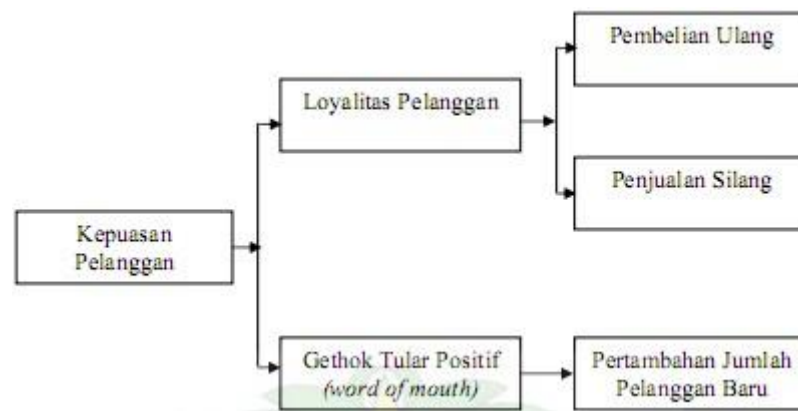 Pembelian Ulang
Loyalitas Pelanggan
Penjualan Silang
Kepuasan
Pelanggan
Gethok Tular Positif
(word of mouth)
Pertambahan Jumlah
Pelanggan Baru